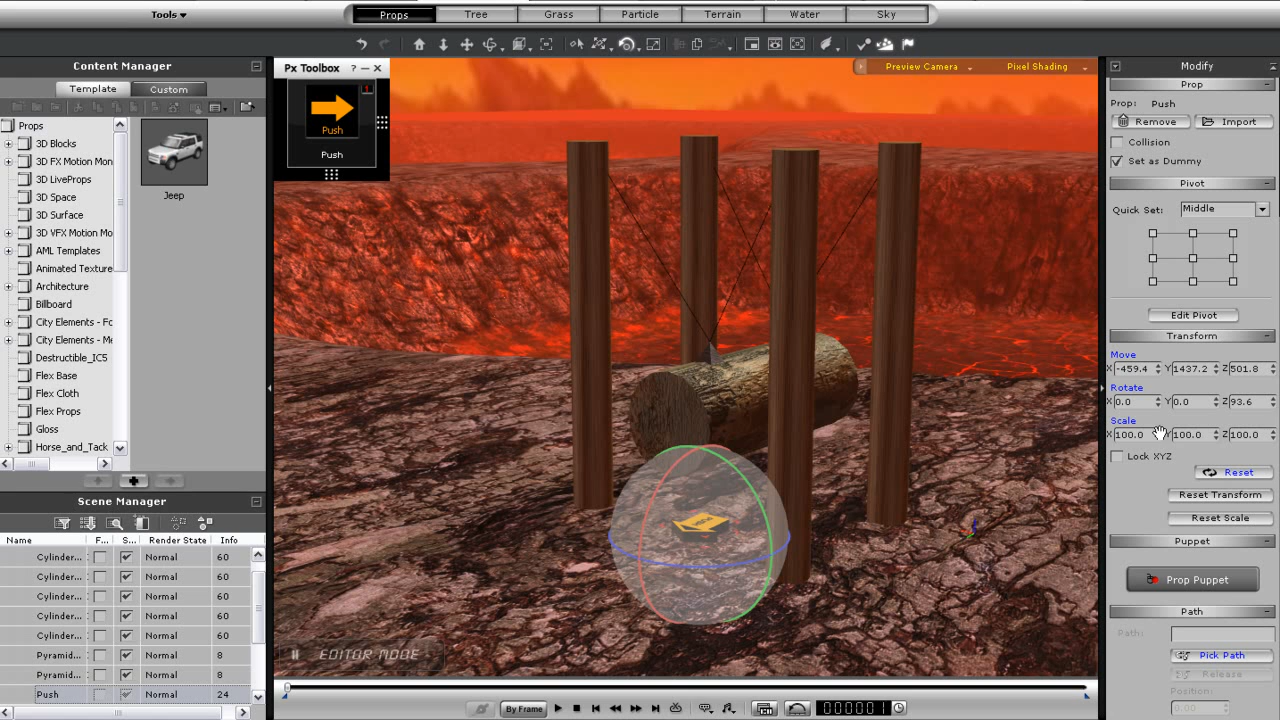 Tools
Props Tree Grass Particle Terrain Water Sky
Content Manager
Template Custom
Props
3D Blocks
3D FX Motion Mon
3D LiveProps
3D Space
3D Surface
3D VFX Motion Mo
AML Templates
Animated Texture
Architecture
Billboard
City Elements - Fo
City Elements - Me
Destructible_IC5
Flex Base
Flex Cloth
Flex Props
Gloss
Horse_and_Tack
Jeep
Scene Manager
Name F... S... Render State Info
Cylinder... Normal 60
Cylinder... Normal 60
Cylinder... Normal 60
Cylinder... Normal 60
Cylinder... Normal 60
Pyramid... Normal 8
Pyramid... Normal 8
Push Normal 24
Px Toolbox ? – ×
1
Push
Push
Preview Camera Pixel Shading
EDITOR MODE
By Frame
000001
Modify
Prop
Prop: Push
Remove Import
Collision
Set as Dummy
Pivot
Quick Set: Middle
Edit Pivot
Transform
Move
X -459.4 Y 1437.2 Z 501.8
Rotate
X 0.0 Y 0.0 Z 93.6
Scale
X 100.0 Y 100.0 Z 100.0
Lock XYZ
Reset
Reset Transform
Reset Scale
Puppet
Prop Puppet
Path
Path:
Pick Path
Release
Position:
0.00